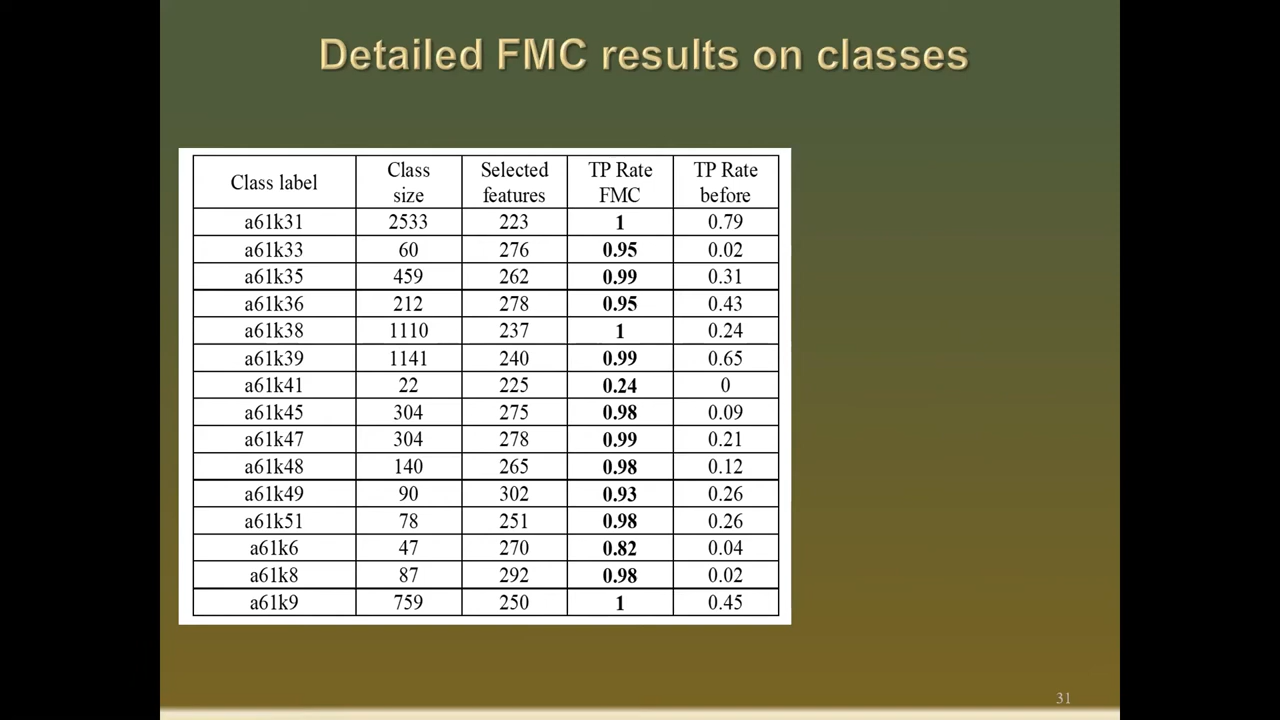 Detailed FMC results on classes
Class label Class size Selected features TP Rate FMC TP Rate before
a61k31 2533 223 1 0.79
a61k33 60 276 0.95 0.02
a61k35 459 262 0.99 0.31
a61k36 212 278 0.95 0.43
a61k38 1110 237 1 0.24
a61k39 1141 240 0.99 0.65
a61k41 22 225 0.24 0
a61k45 304 275 0.98 0.09
a61k47 304 278 0.99 0.21
a61k48 140 265 0.98 0.12
a61k49 90 302 0.93 0.26
a61k51 78 251 0.98 0.26
a61k6 47 270 0.82 0.04
a61k8 87 292 0.98 0.02
a61k9 759 250 1 0.45
31